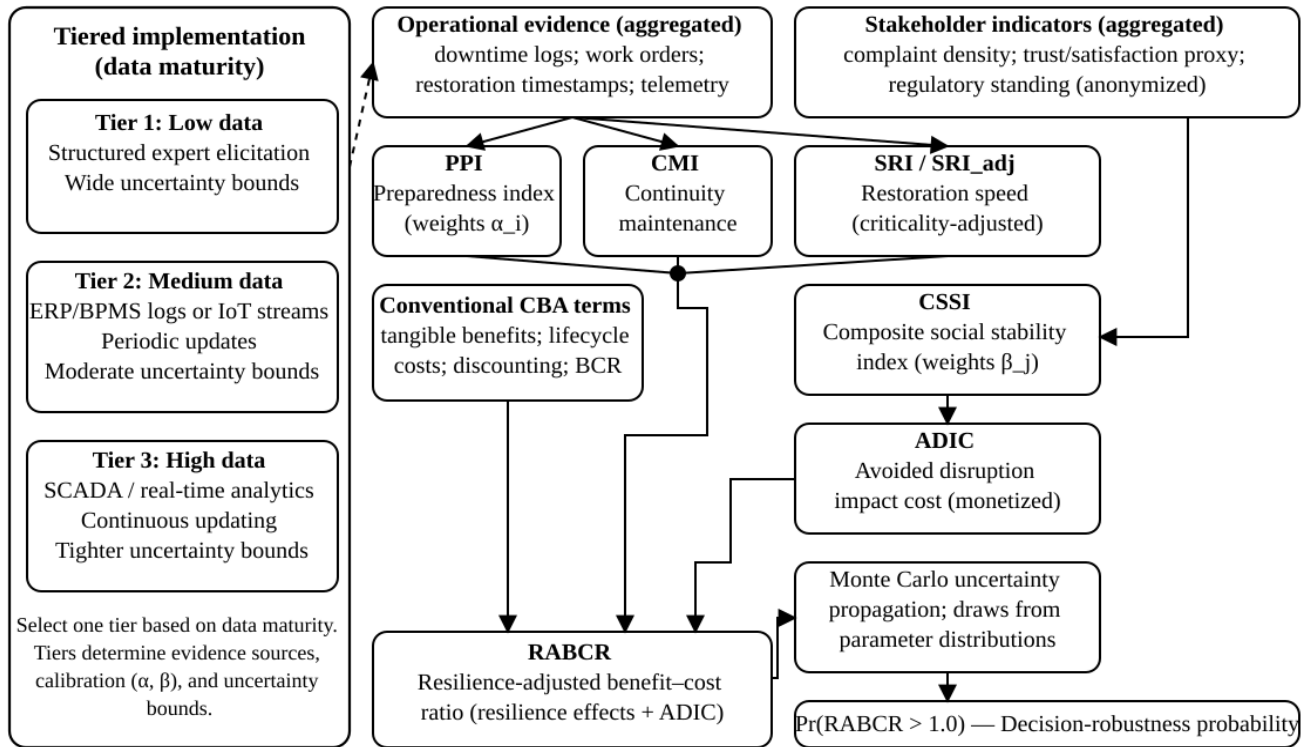 Tiered implementation
(data maturity)
Tier 1: Low data
Structured expert elicitation
Wide uncertainty bounds
Tier 2: Medium data
ERP/BPMS logs or IoT streams
Periodic updates
Moderate uncertainty bounds
Tier 3: High data
SCADA / real-time analytics
Continuous updating
Tighter uncertainty bounds
Select one tier based on data maturity.
Tiers determine evidence sources,
calibration (α, β), and uncertainty
bounds.
Operational evidence (aggregated)
downtime logs; work orders;
restoration timestamps; telemetry
Stakeholder indicators (aggregated)
complaint density; trust/satisfaction proxy;
regulatory standing (anonymized)
PPI
Preparedness index
(weights α_i)
CMI
Continuity
maintenance
SRI / SRI_adj
Restoration speed
(criticality-adjusted)
Conventional CBA terms
tangible benefits; lifecycle
costs; discounting; BCR
CSSI
Composite social stability
index (weights β_j)
ADIC
Avoided disruption
impact cost (monetized)
Monte Carlo uncertainty
propagation; draws from
parameter distributions
RABCR
Resilience-adjusted benefit–cost
ratio (resilience effects + ADIC)
Pr(RABCR > 1.0) — Decision-robustness probability